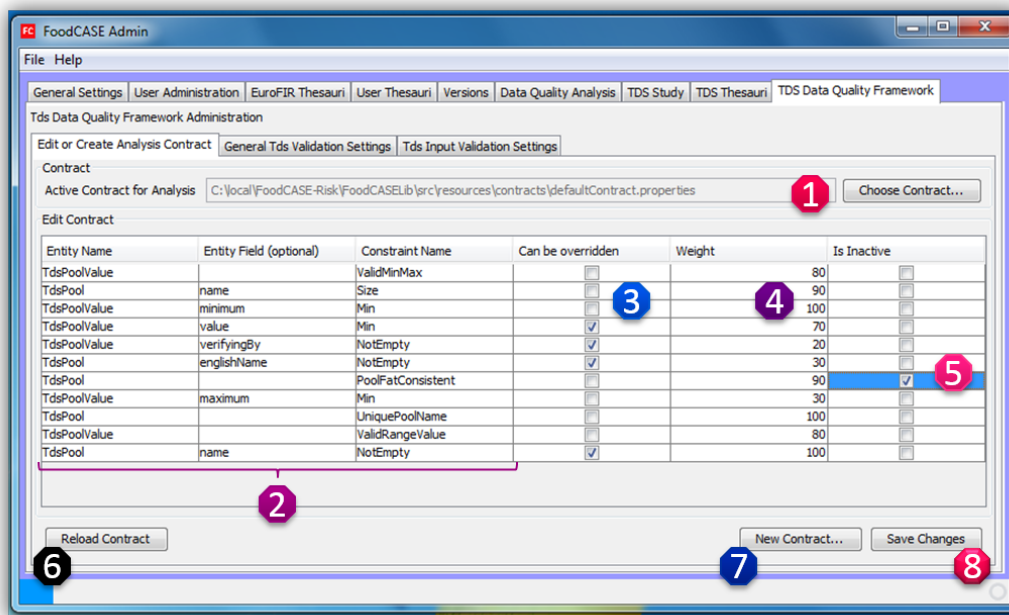 FC FoodCASE Admin
File Help
General Settings User Administration EuroFIR Thesauri User Thesauri Versions Data Quality Analysis TDS Study TDS Thesauri TDS Data Quality Framework
Tds Data Quality Framework Administration
Edit or Create Analysis Contract General Tds Validation Settings Tds Input Validation Settings
Contract
Active Contract for Analysis C:\local\FoodCASE-Risk\FoodCASELib\src\resources\contracts\defaultContract.properties 1 Choose Contract...
Edit Contract
Entity Name Entity Field (optional) Constraint Name Can be overridden Weight Is Inactive
TdsPoolValue ValidMinMax 80
TdsPool name Size 90
TdsPoolValue minimum Min 3 4 100
TdsPoolValue value Min 70
TdsPoolValue verifyingBy NotEmpty 20
TdsPool englishName NotEmpty 30
TdsPool PoolFatConsistent 90 5
TdsPoolValue maximum Min 30
TdsPool UniquePoolName 100
TdsPoolValue ValidRangeValue 80
TdsPool name NotEmpty 100
2
Reload Contract New Contract... Save Changes
6 7 8